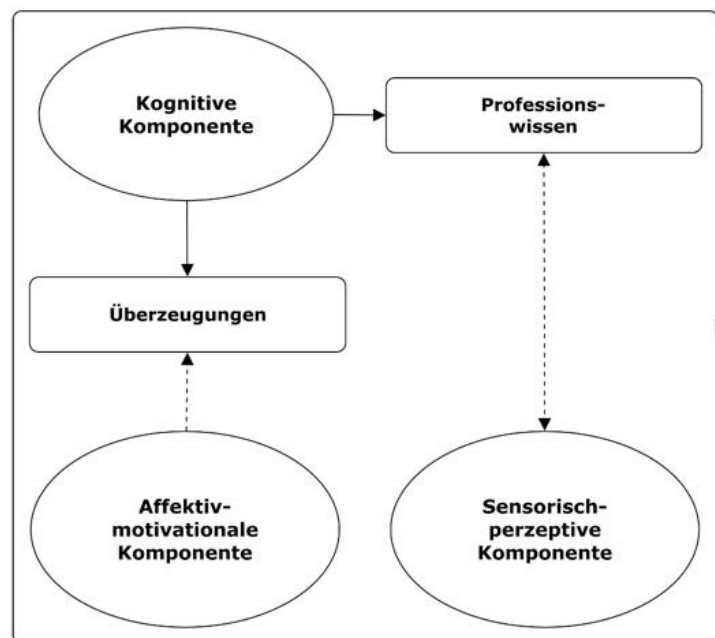 Kognitive
Komponente
Professions-
wissen
Überzeugungen
Affektiv-
motivationale
Komponente
Sensorisch-
perzeptive
Komponente